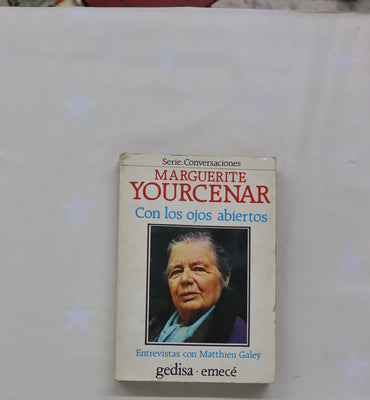 Serie: Conversaciones
MARGUERITE
YOURCENAR
Con los ojos abiertos
Entrevistas con Matthieu Galey
gedisa · emecé